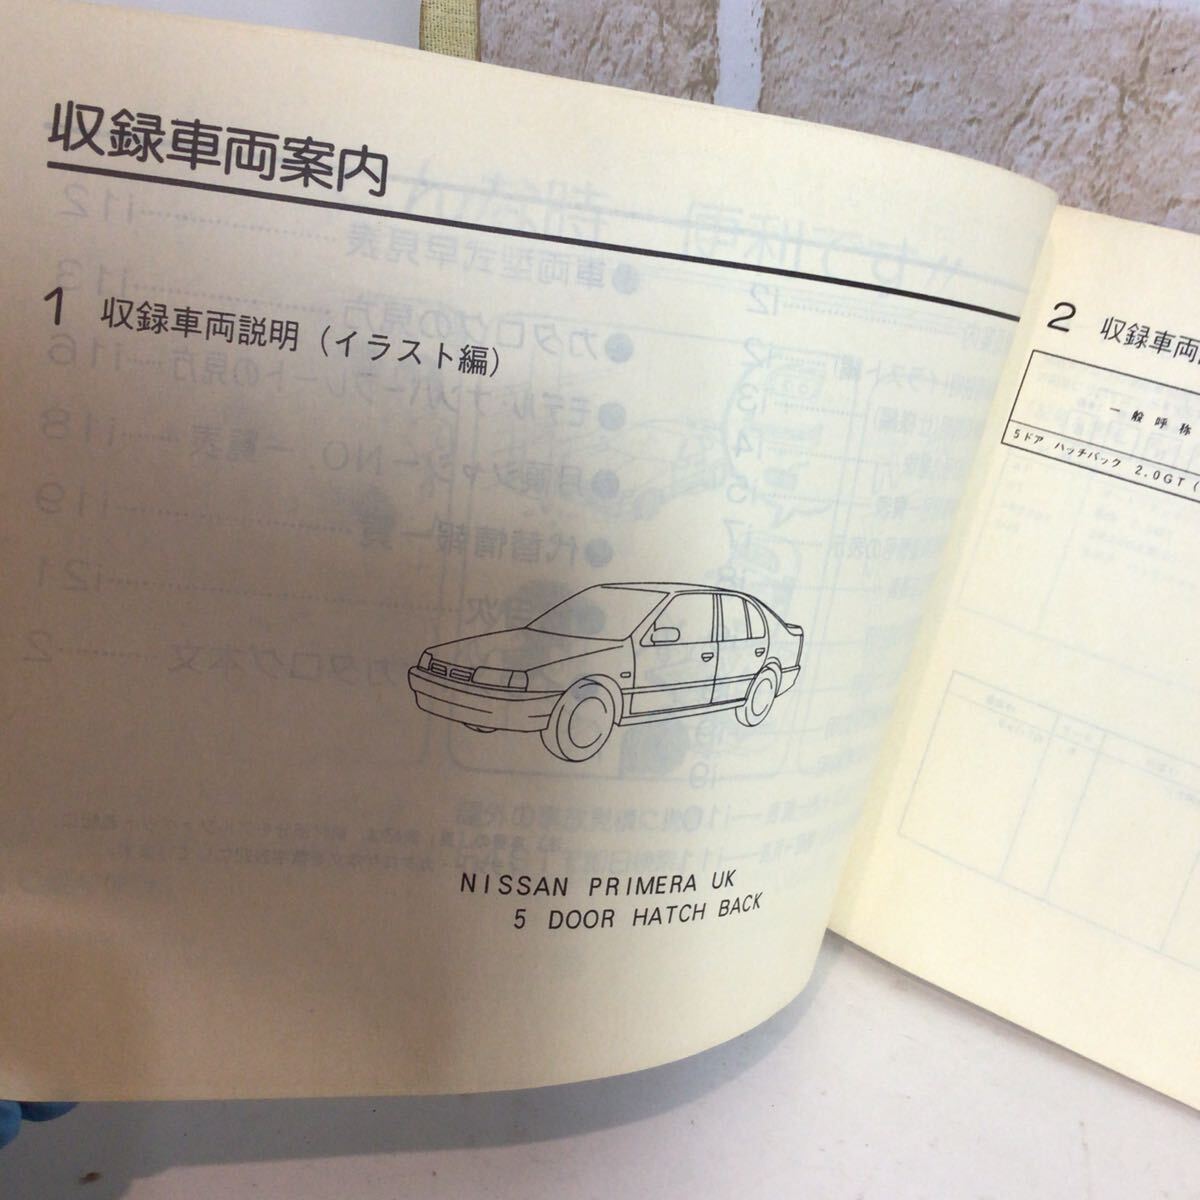 収録車両案内
1 収録車両説明（イラスト編）
NISSAN PRIMERA UK
5 DOOR HATCH BACK
2 収録車両
一般呼称
5ドア ハッチバック 2.0GT（